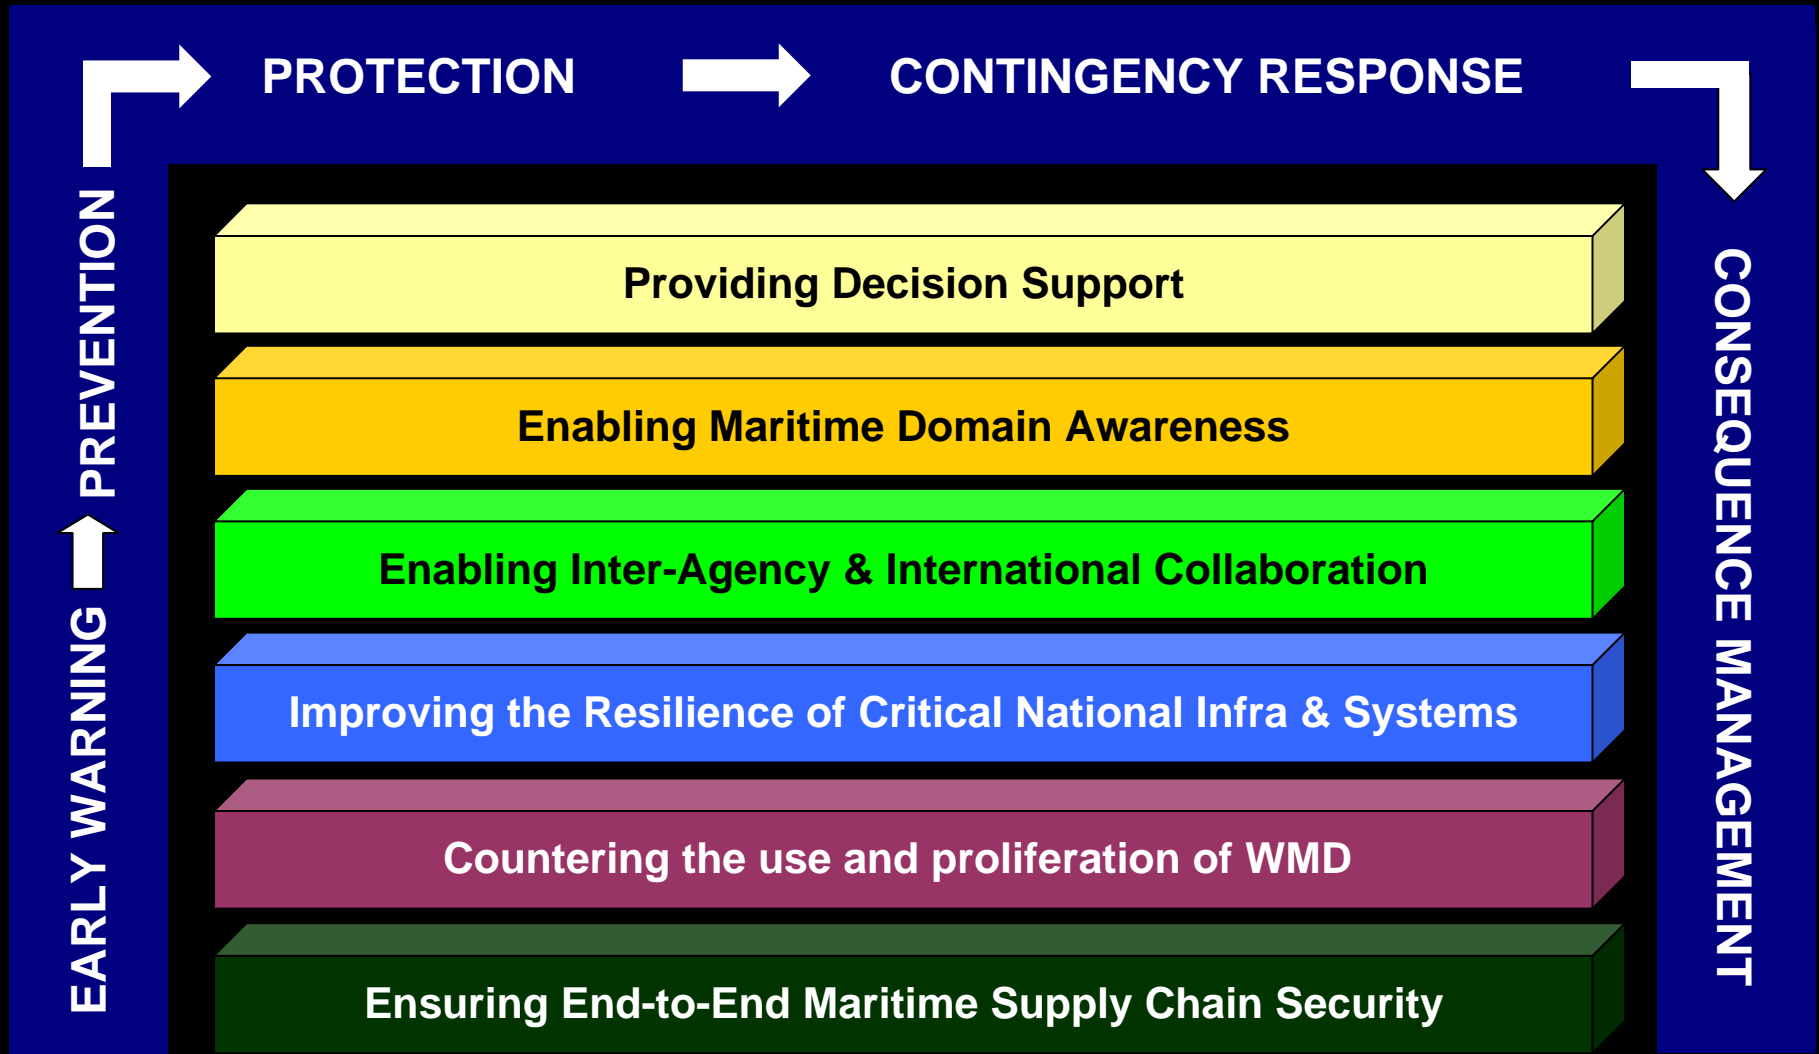 EARLY WARNING
PREVENTION
PROTECTION
CONTINGENCY RESPONSE
CONSEQUENCE MANAGEMENT
Providing Decision Support
Enabling Maritime Domain Awareness
Enabling Inter-Agency & International Collaboration
Improving the Resilience of Critical National Infra & Systems
Countering the use and proliferation of WMD
Ensuring End-to-End Maritime Supply Chain Security